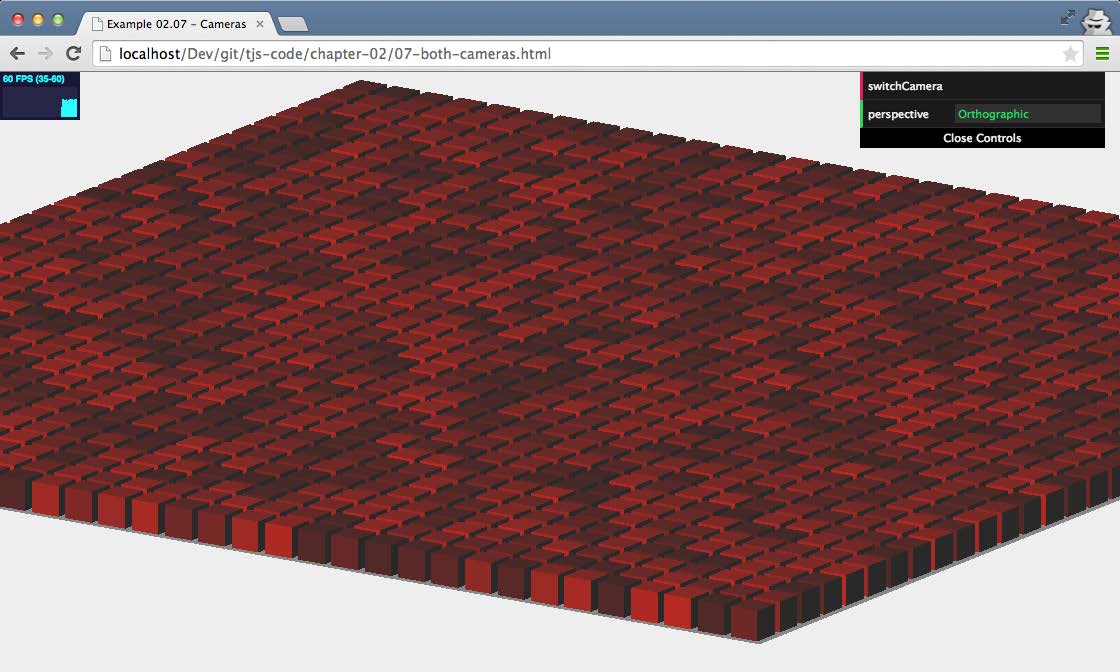 Example 02.07 - Cameras
localhost/Dev/git/tjs-code/chapter-02/07-both-cameras.html
60 FPS (35-60)
switchCamera
perspective Orthographic
Close Controls